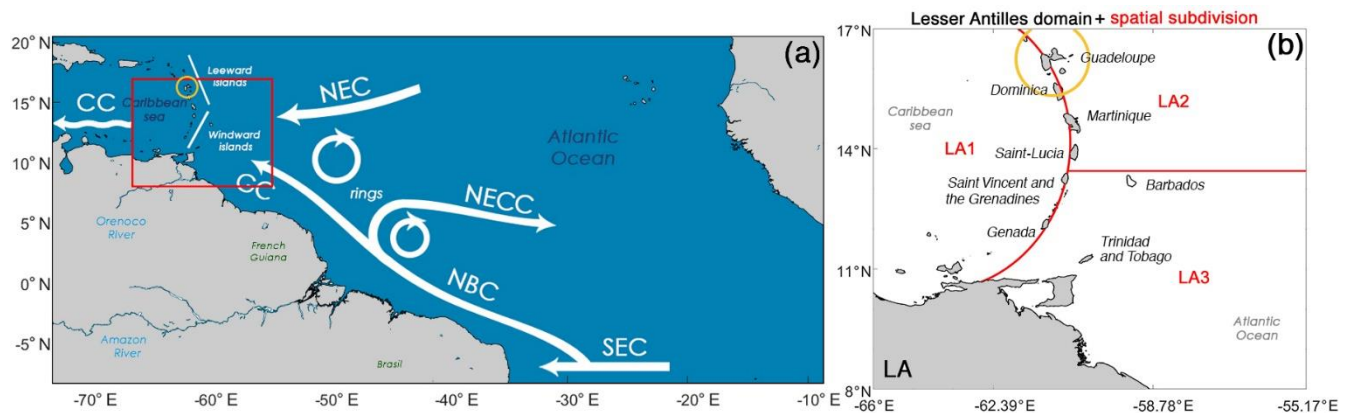 (a)
20° N
15° N
10° N
5° N
0° N
-5° N
-70° E
-60° E
-50° E
-40° E
-30° E
-20° E
-10° E
CC
Caribbean
sea
Leeward
islands
Windward
islands
NEC
Atlantic
Ocean
GC
rings
NECC
NBC
SEC
Orenoco
River
French
Guiana
Amazon
River
Brasil
Lesser Antilles domain + spatial subdivision
(b)
17° N
14° N
11° N
8° N
-66° E
-62.39° E
-58.78° E
-55.17° E
Guadeloupe
Dominica
LA2
Martinique
Caribbean
sea
LA1
Saint-Lucia
Saint Vincent and
the Grenadines
Barbados
Genada
Trinidad
and Tobago
LA3
Atlantic
Ocean
LA